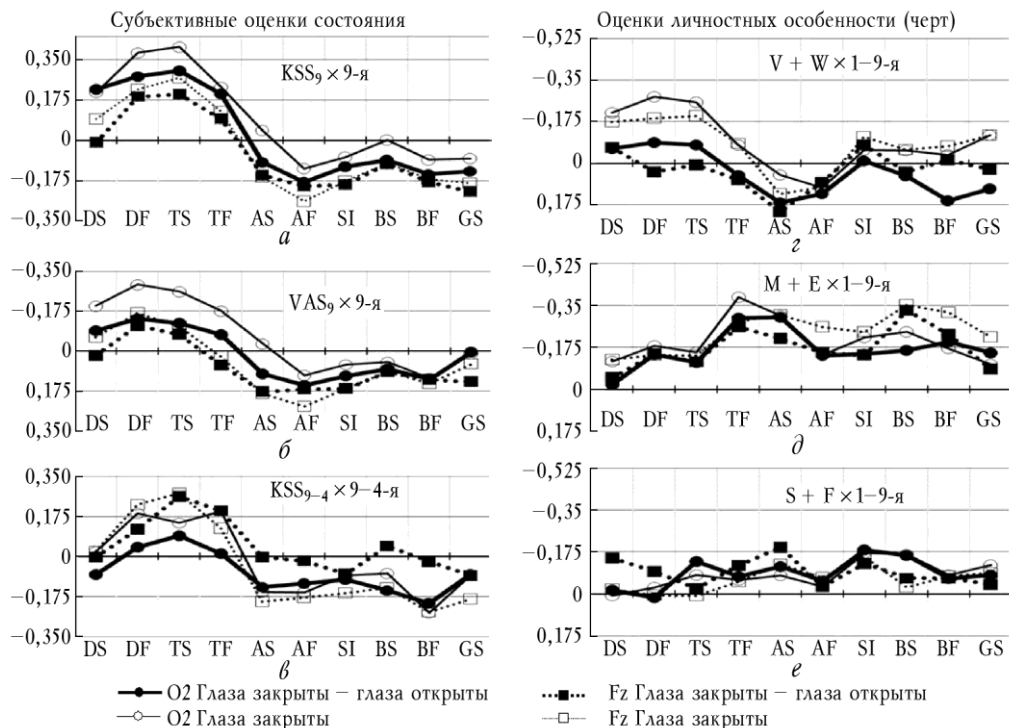 Субъективные оценки состояния
0,350
0,175
0
−0,175
−0,350
KSS9 × 9-я
DS DF TS TF AS AF SI BS BF GS
а
−0,350
−0,175
0
0,175
0,350
VAS9 × 9-я
DS DF TS TF AS AF SI BS BF GS
б
0,350
0,175
0
−0,175
−0,350
KSS9−4 × 9−4-я
DS DF TS TF AS AF SI BS BF GS
в
Оценки личностных особенности (черт)
−0,525
−0,35
−0,175
0
0,175
V + W × 1−9-я
DS DF TS TF AS AF SI BS BF GS
г
−0,525
−0,35
−0,175
0
0,175
M + E × 1−9-я
DS DF TS TF AS AF SI BS BF GS
д
−0,525
−0,35
−0,175
0
0,175
S + F × 1−9-я
DS DF TS TF AS AF SI BS BF GS
е
O2 Глаза закрыты − глаза открыты
O2 Глаза закрыты
Fz Глаза закрыты − глаза открыты
Fz Глаза закрыты